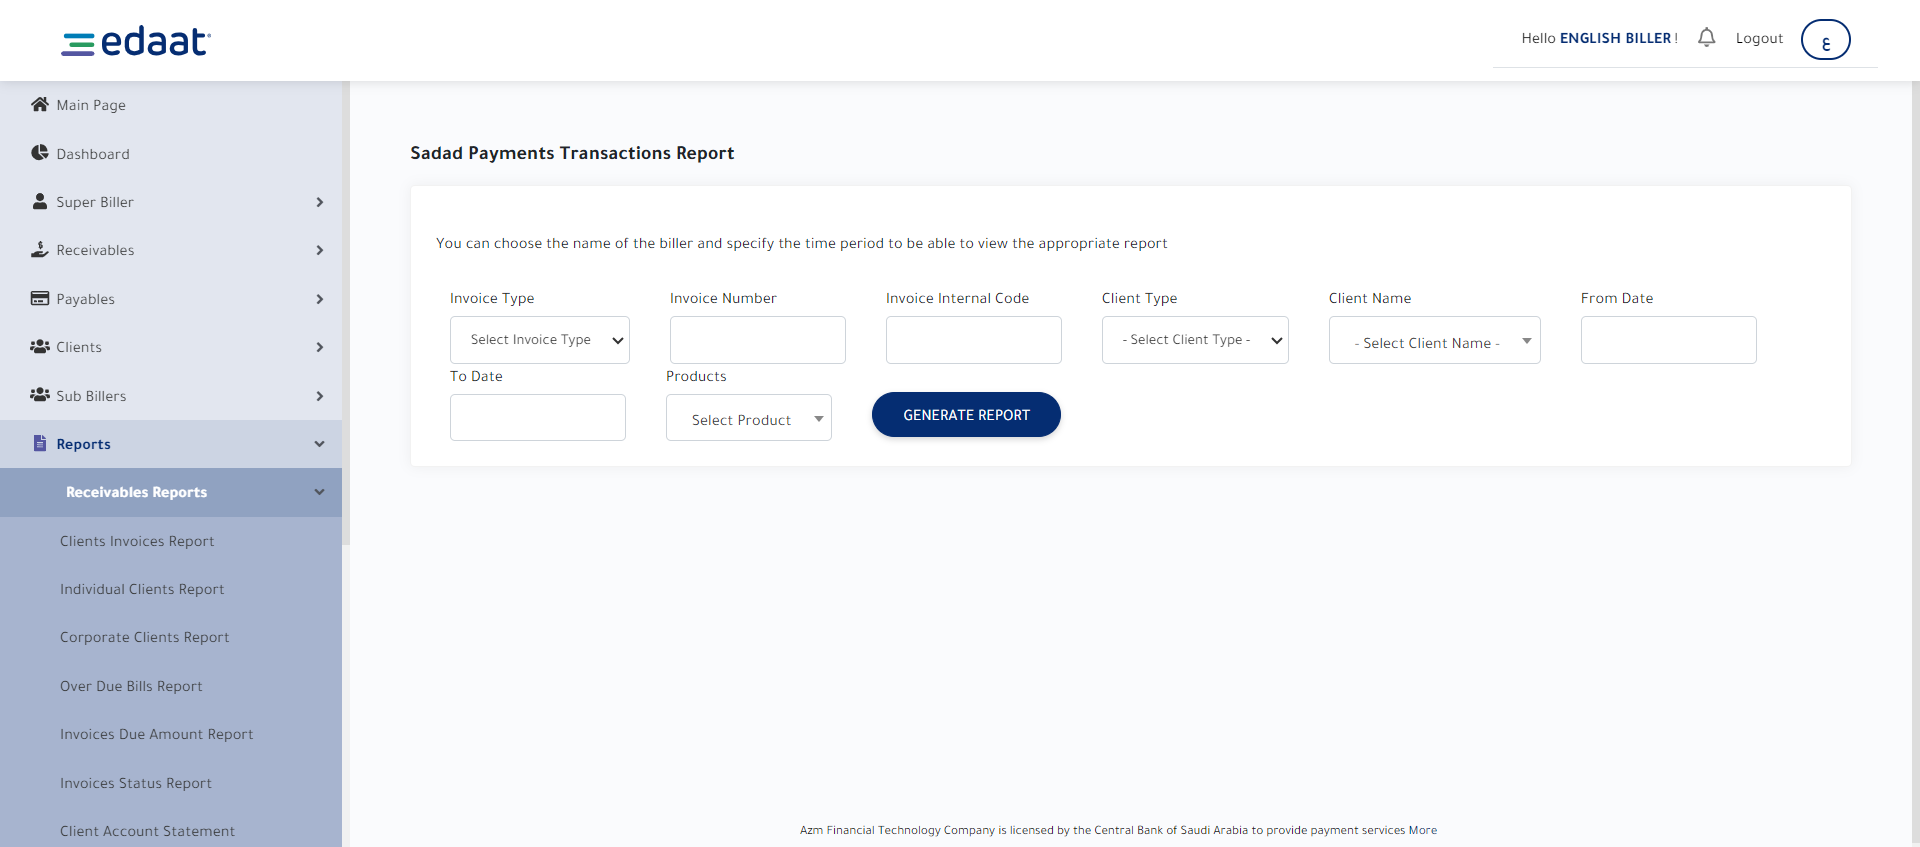 edaat
Hello ENGLISH BILLER !
Logout
ع
Main Page
Dashboard
Super Biller
Receivables
Payables
Clients
Sub Billers
Reports
Receivables Reports
Clients Invoices Report
Individual Clients Report
Corporate Clients Report
Over Due Bills Report
Invoices Due Amount Report
Invoices Status Report
Client Account Statement
Sadad Payments Transactions Report
You can choose the name of the biller and specify the time period to be able to view the appropriate report
Invoice Type
Select Invoice Type
Invoice Number
Invoice Internal Code
Client Type
- Select Client Type -
Client Name
- Select Client Name -
From Date
To Date
Products
Select Product
GENERATE REPORT
Azm Financial Technology Company is licensed by the Central Bank of Saudi Arabia to provide payment services More